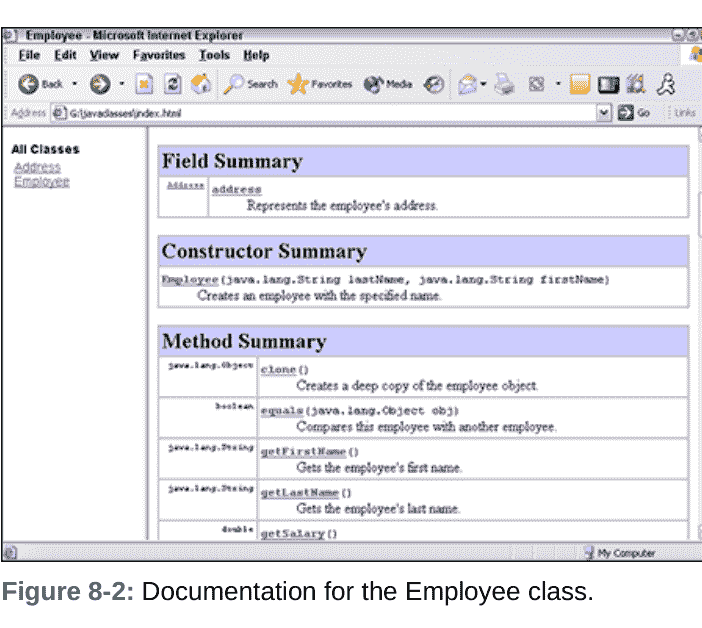 Employee - Microsoft Internet Explorer
File Edit View Favorites Tools Help
Back Search Favorites Media
Address G:\javaclasses\index.html Go Links
All Classes
Address
Employee
Field Summary
Address address
Represents the employee's address.
Constructor Summary
Employee(java.lang.String lastName, java.lang.String firstName)
Creates an employee with the specified name.
Method Summary
java.lang.Object clone()
Creates a deep copy of the employee object.
boolean equals(java.lang.Object obj)
Compares this employee with another employee.
java.lang.String getFirstName()
Gets the employee's first name.
java.lang.String getLastName()
Gets the employee's last name.
double getSalary()
My Computer
Figure 8-2: Documentation for the Employee class.